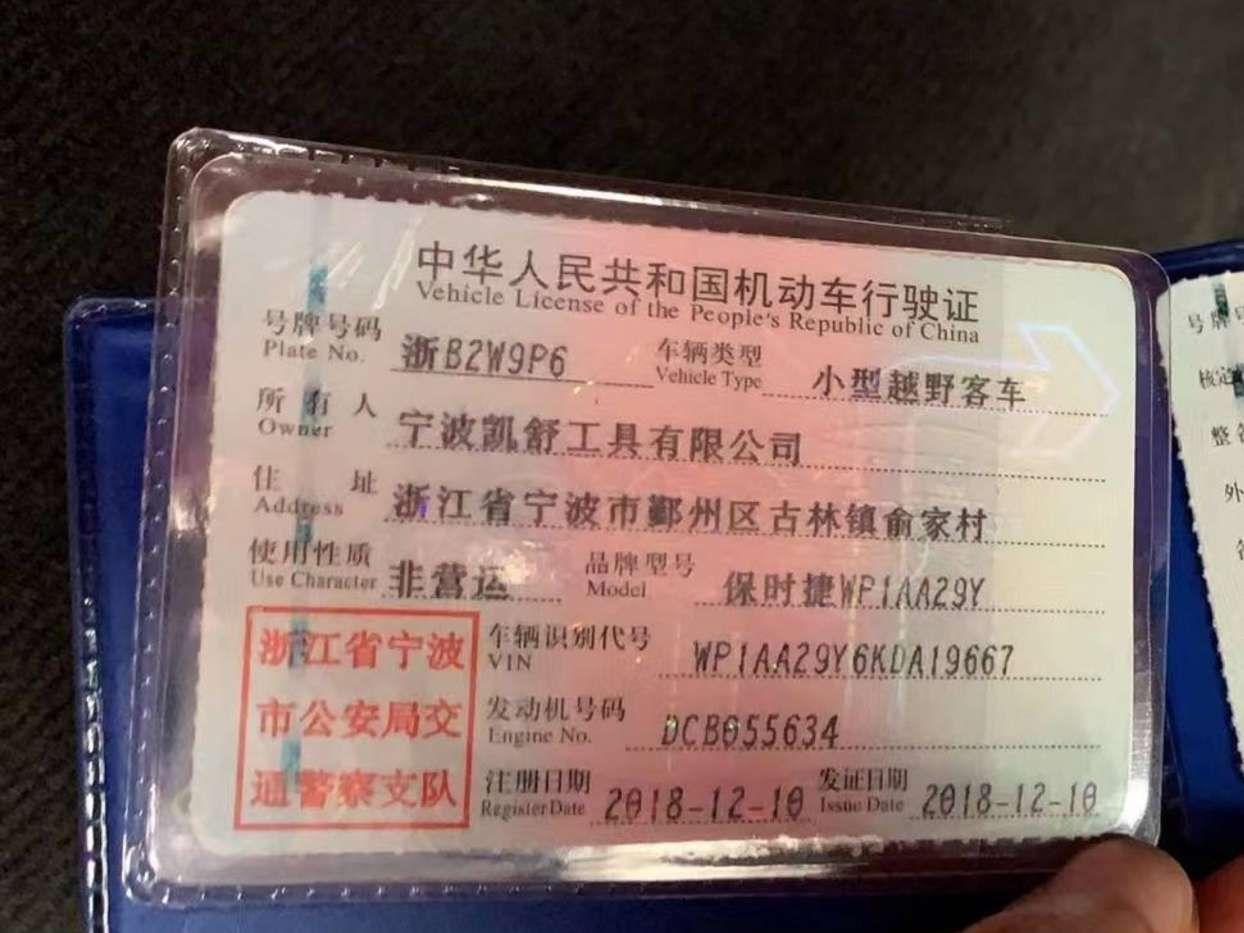 中华人民共和国机动车行驶证
Vehicle License of the People's Republic of China
号牌号码 浙B2W9P6 车辆类型 小型越野客车
Plate No. Vehicle Type
所有人 宁波凯舒工具有限公司
Owner
住址 浙江省宁波市鄞州区古林镇俞家村
Address
使用性质 非营运 品牌型号 保时捷WP1AA29Y
Use Character Model
浙江省宁波
市公安局交
通警察支队
车辆识别代号 WP1AA29Y6KDA19667
VIN
发动机号码 DCB055634
Engine No.
注册日期 2018-12-10 发证日期 2018-12-10
Register Date Issue Date
号牌号
核定
整备
外